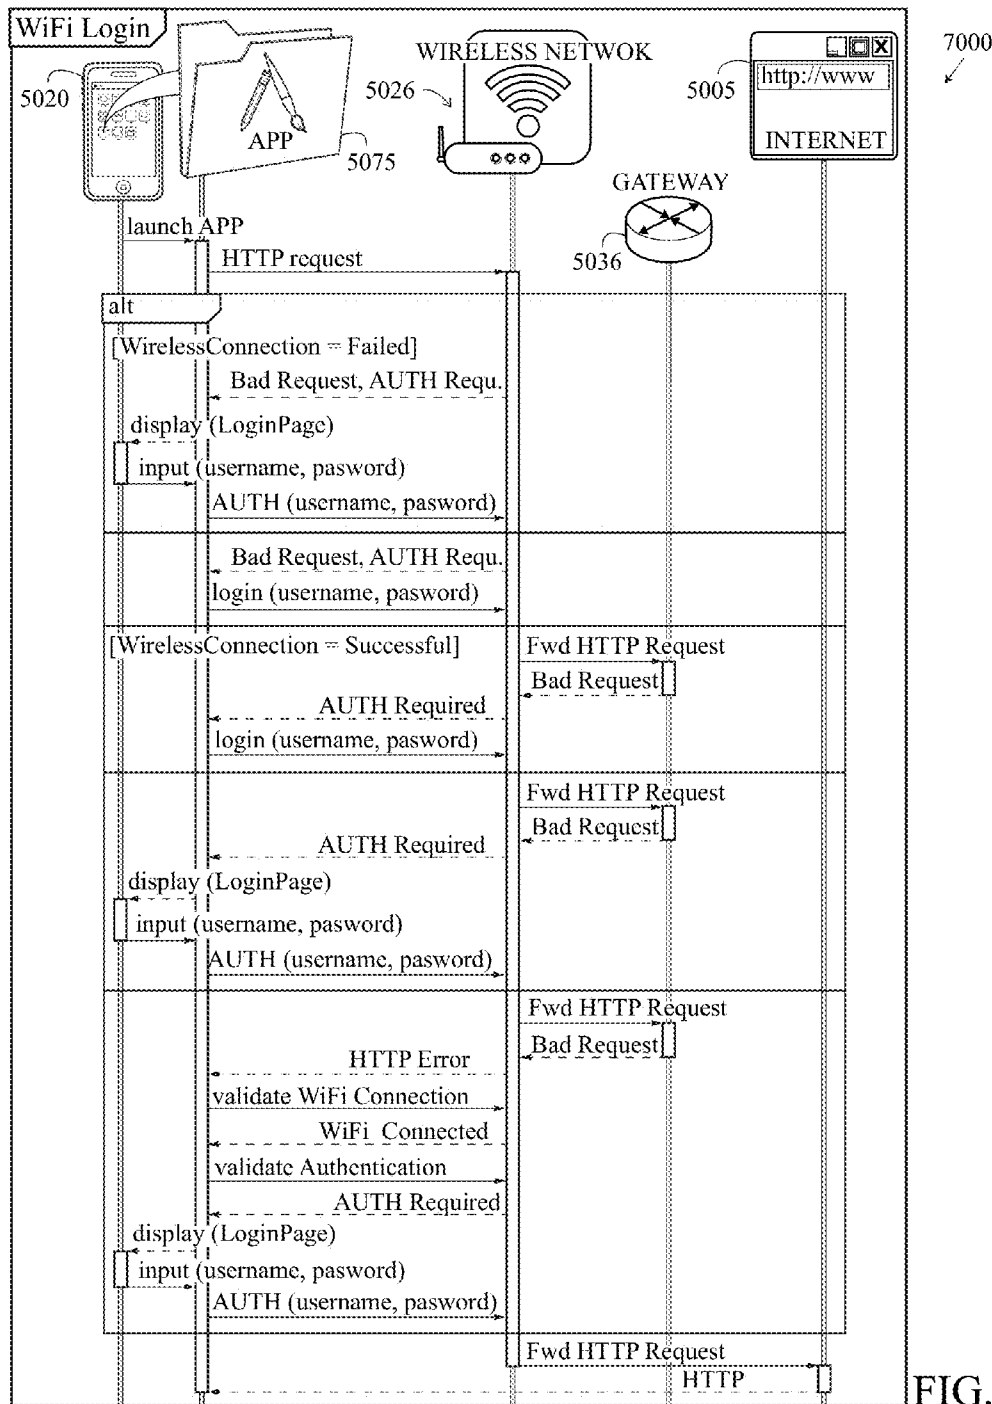 WiFi Login
7000
5020
APP
5075
WIRELESS NETWOK
5026
http://www
5005
INTERNET
GATEWAY
5036
launch APP
HTTP request
alt
[WirelessConnection = Failed]
Bad Request, AUTH Requ.
display (LoginPage)
input (username, pasword)
AUTH (username, pasword)
Bad Request, AUTH Requ.
login (username, pasword)
[WirelessConnection = Successful]
Fwd HTTP Request
Bad Request
AUTH Required
login (username, pasword)
Fwd HTTP Request
Bad Request
AUTH Required
display (LoginPage)
input (username, pasword)
AUTH (username, pasword)
Fwd HTTP Request
Bad Request
HTTP Error
validate WiFi Connection
WiFi Connected
validate Authentication
AUTH Required
display (LoginPage)
input (username, pasword)
AUTH (username, pasword)
Fwd HTTP Request
HTTP
FIG.